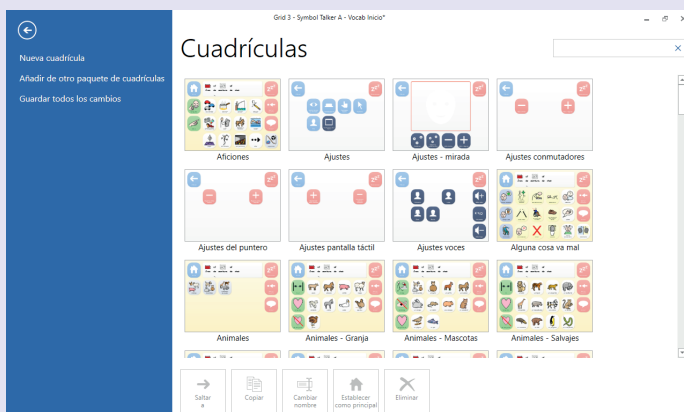 Grid 3 - Symbol Talker A - Vocab Inicio*
Nueva cuadrícula
Añadir de otro paquete de cuadrículas
Guardar todos los cambios
Cuadrículas
Aficiones
Ajustes
Ajustes - mirada
Ajustes conmutadores
Ajustes del puntero
Ajustes pantalla táctil
Ajustes voces
Alguna cosa va mal
Animales
Animales - Granja
Animales - Mascotas
Animales - Salvajes
Saltar
a
Copiar
Cambiar
nombre
Establecer
como principal
Eliminar